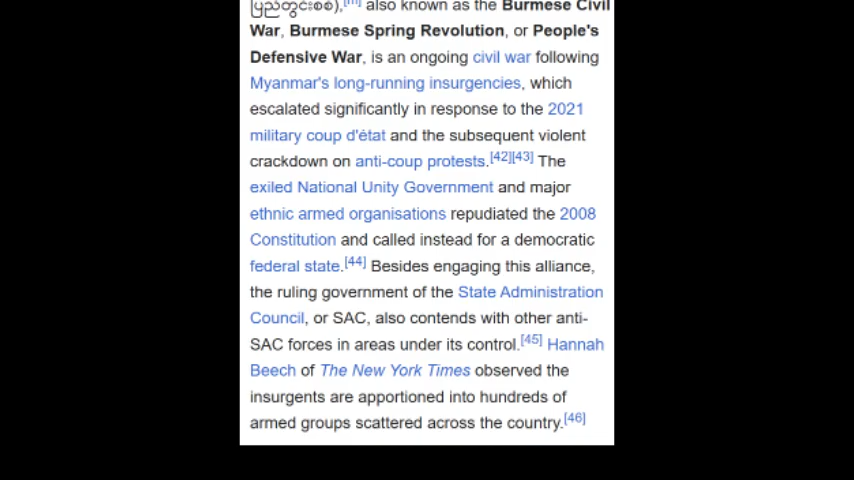 ပြည်တွင်းစစ်),[m] also known as the Burmese Civil
War, Burmese Spring Revolution, or People's
Defensive War, is an ongoing civil war following
Myanmar's long-running insurgencies, which
escalated significantly in response to the 2021
military coup d'état and the subsequent violent
crackdown on anti-coup protests.[42][43] The
exiled National Unity Government and major
ethnic armed organisations repudiated the 2008
Constitution and called instead for a democratic
federal state.[44] Besides engaging this alliance,
the ruling government of the State Administration
Council, or SAC, also contends with other anti-
SAC forces in areas under its control.[45] Hannah
Beech of The New York Times observed the
insurgents are apportioned into hundreds of
armed groups scattered across the country.[46]